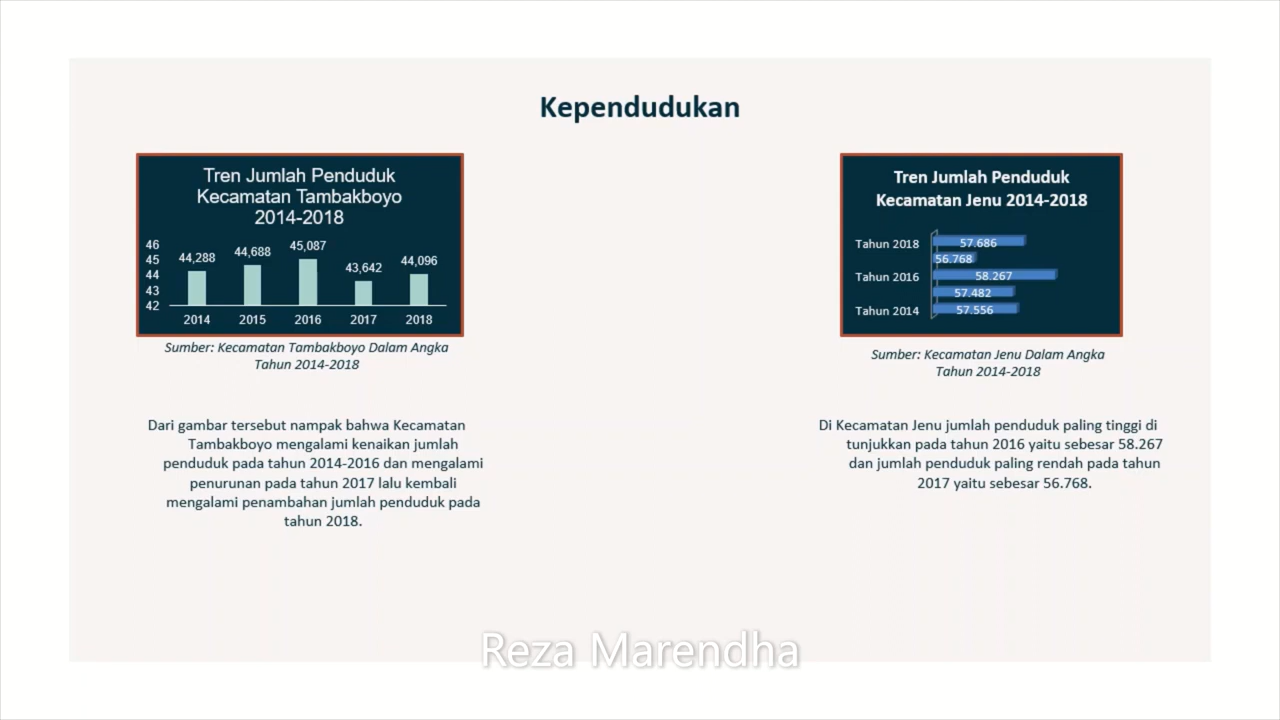 Kependudukan
Tren Jumlah Penduduk
Kecamatan Tambakboyo
2014-2018
46
45
44
43
42
44,288
44,688
45,087
43,642
44,096
2014 2015 2016 2017 2018
Sumber: Kecamatan Tambakboyo Dalam Angka
Tahun 2014-2018
Dari gambar tersebut nampak bahwa Kecamatan
Tambakboyo mengalami kenaikan jumlah
penduduk pada tahun 2014-2016 dan mengalami
penurunan pada tahun 2017 lalu kembali
mengalami penambahan jumlah penduduk pada
tahun 2018.
Tren Jumlah Penduduk
Kecamatan Jenu 2014-2018
Tahun 2018 57.686
56.768
Tahun 2016 58.267
57.482
Tahun 2014 57.556
Sumber: Kecamatan Jenu Dalam Angka
Tahun 2014-2018
Di Kecamatan Jenu jumlah penduduk paling tinggi di
tunjukkan pada tahun 2016 yaitu sebesar 58.267
dan jumlah penduduk paling rendah pada tahun
2017 yaitu sebesar 56.768.
Reza Marendha